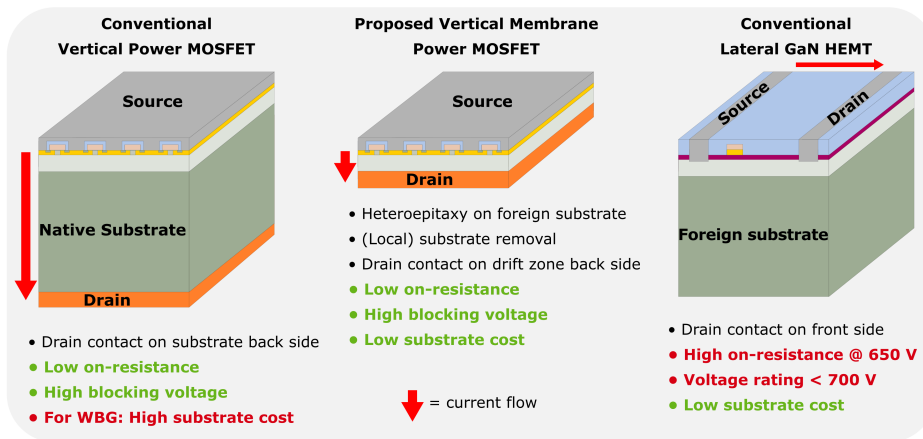 Conventional
Vertical Power MOSFET
Source
Native Substrate
Drain
• Drain contact on substrate back side
• Low on-resistance
• High blocking voltage
• For WBG: High substrate cost
Proposed Vertical Membrane
Power MOSFET
Source
Drain
• Heteroepitaxy on foreign substrate
• (Local) substrate removal
• Drain contact on drift zone back side
• Low on-resistance
• High blocking voltage
• Low substrate cost
= current flow
Conventional
Lateral GaN HEMT
Source
Drain
Foreign substrate
• Drain contact on front side
• High on-resistance @ 650 V
• Voltage rating < 700 V
• Low substrate cost